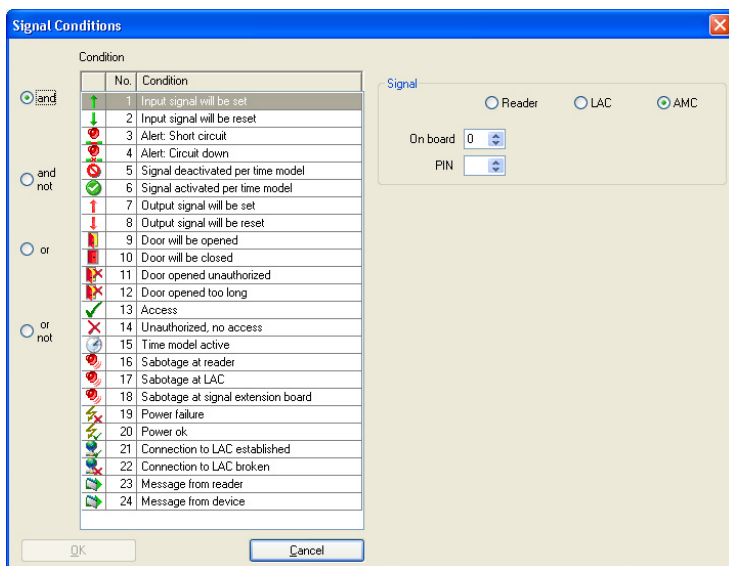 Signal Conditions
Condition
No. Condition
and
and not
or
or not
1 Input signal will be set
2 Input signal will be reset
3 Alert: Short circuit
4 Alert: Circuit down
5 Signal deactivated per time model
6 Signal activated per time model
7 Output signal will be set
8 Output signal will be reset
9 Door will be opened
10 Door will be closed
11 Door opened unauthorized
12 Door opened too long
13 Access
14 Unauthorized, no access
15 Time model active
16 Sabotage at reader
17 Sabotage at LAC
18 Sabotage at signal extension board
19 Power failure
20 Power ok
21 Connection to LAC established
22 Connection to LAC broken
23 Message from reader
24 Message from device
Signal
Reader LAC AMC
On board 0
PIN
OK Cancel